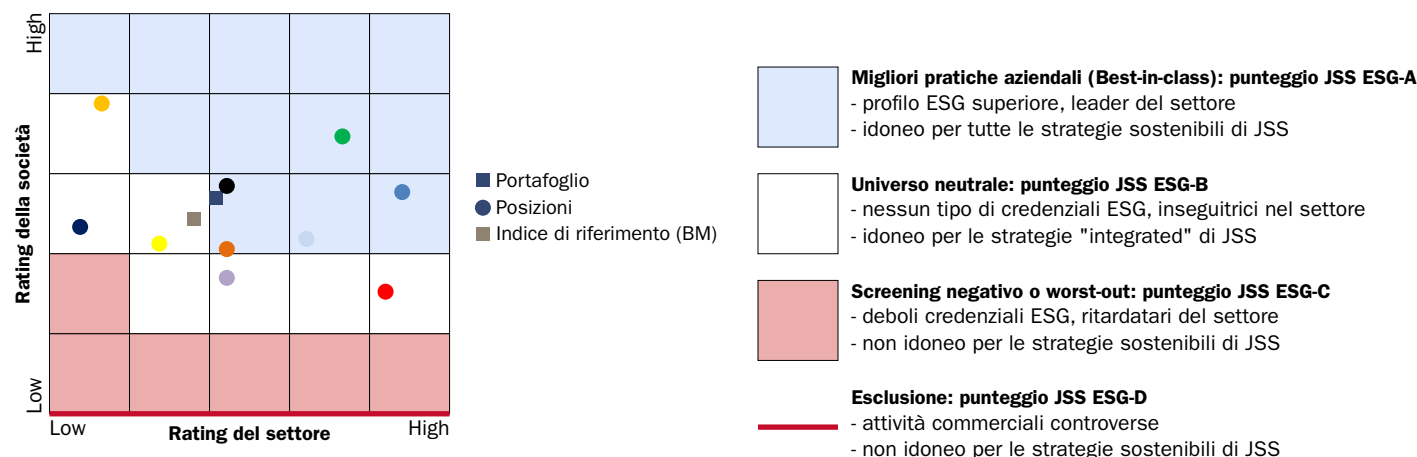 High
Rating della società
Low
Low
Rating del settore
High
Portafoglio
Posizioni
Indice di riferimento (BM)
Migliori pratiche aziendali (Best-in-class): punteggio JSS ESG-A
- profilo ESG superiore, leader del settore
- idoneo per tutte le strategie sostenibili di JSS
Universo neutrale: punteggio JSS ESG-B
- nessun tipo di credenziali ESG, inseguitrici nel settore
- idoneo per le strategie "integrated" di JSS
Screening negativo o worst-out: punteggio JSS ESG-C
- deboli credenziali ESG, ritardatari del settore
- non idoneo per le strategie sostenibili di JSS
Esclusione: punteggio JSS ESG-D
- attività commerciali controverse
- non idoneo per le strategie sostenibili di JSS